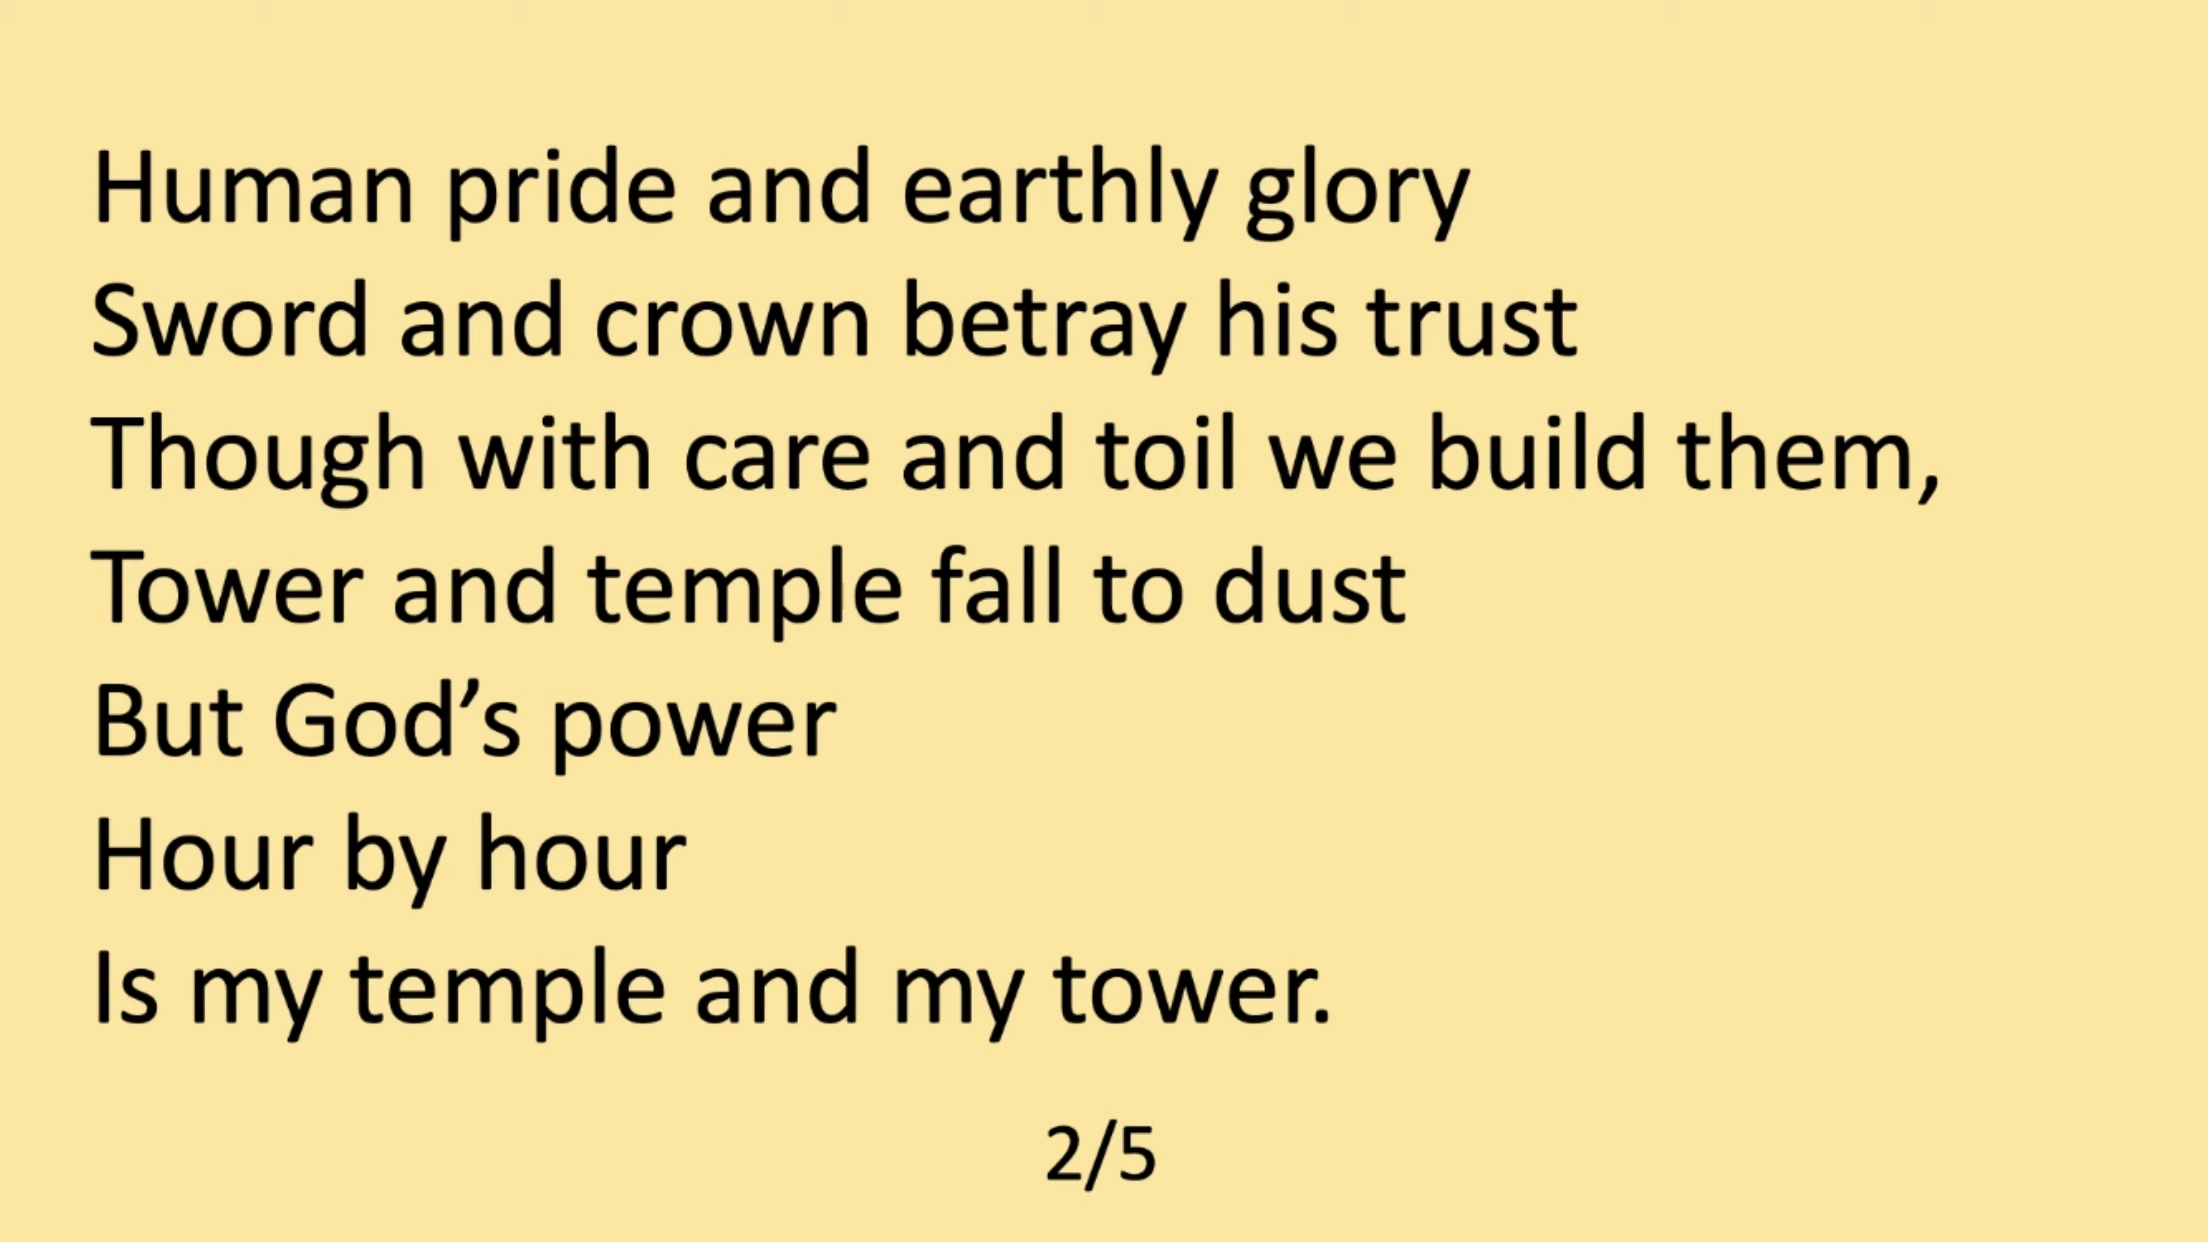 Human pride and earthly glory
Sword and crown betray his trust
Though with care and toil we build them,
Tower and temple fall to dust
But God’s power
Hour by hour
Is my temple and my tower.
2/5